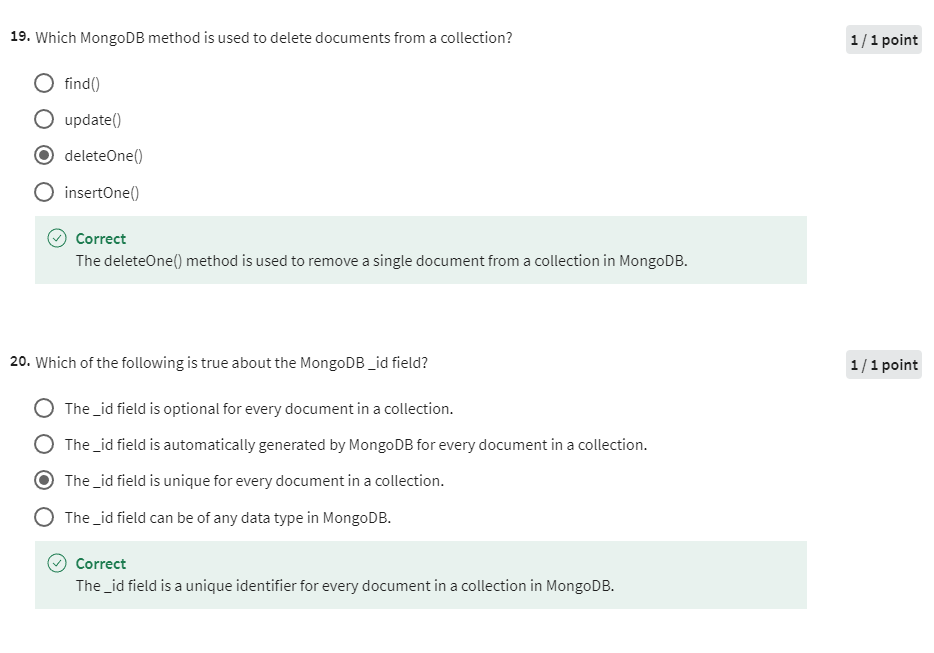 19. Which MongoDB method is used to delete documents from a collection?
1 / 1 point
find()
update()
deleteOne()
insertOne()
Correct
The deleteOne() method is used to remove a single document from a collection in MongoDB.
20. Which of the following is true about the MongoDB _id field?
1 / 1 point
The _id field is optional for every document in a collection.
The _id field is automatically generated by MongoDB for every document in a collection.
The _id field is unique for every document in a collection.
The _id field can be of any data type in MongoDB.
Correct
The _id field is a unique identifier for every document in a collection in MongoDB.